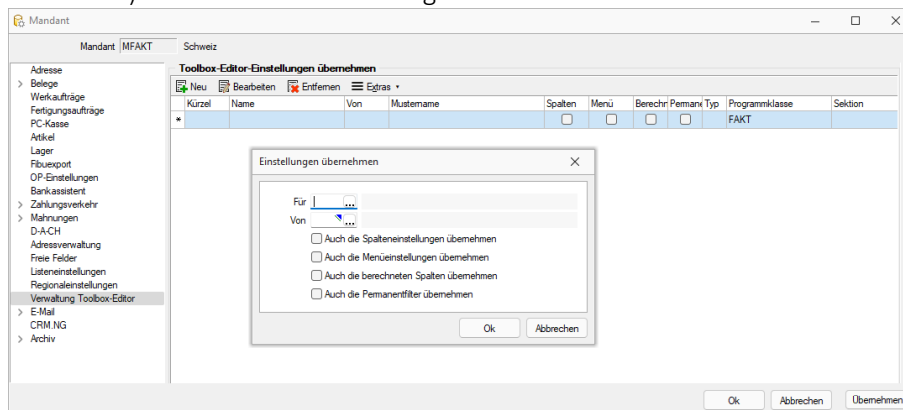 Mandant
Mandant MFAKT Schweiz
Adresse
Belege
Werkaufträge
Fertigungsaufträge
PC-Kasse
Artikel
Lager
Fibuexport
OP-Einstellungen
Bankassistent
Zahlungsverkehr
Mahnungen
D-A-CH
Adressverwaltung
Freie Felder
Listeneinstellungen
Regionaleinstellungen
Verwaltung Toolbox-Editor
E-Mail
CRM.NG
Archiv
Toolbox-Editor-Einstellungen übernehmen
Neu Bearbeiten Entfernen Extras
Kürzel Name Von Mustername Spalten Menü Berechn Permane Typ Programmklasse Sektion
* FAKT
Einstellungen übernehmen
Für ...
Von ...
Auch die Spalteneinstellungen übernehmen
Auch die Menüeinstellungen übernehmen
Auch die berechneten Spalten übernehmen
Auch die Permanentfilter übernehmen
Ok Abbrechen
Ok Abbrechen Übernehmen